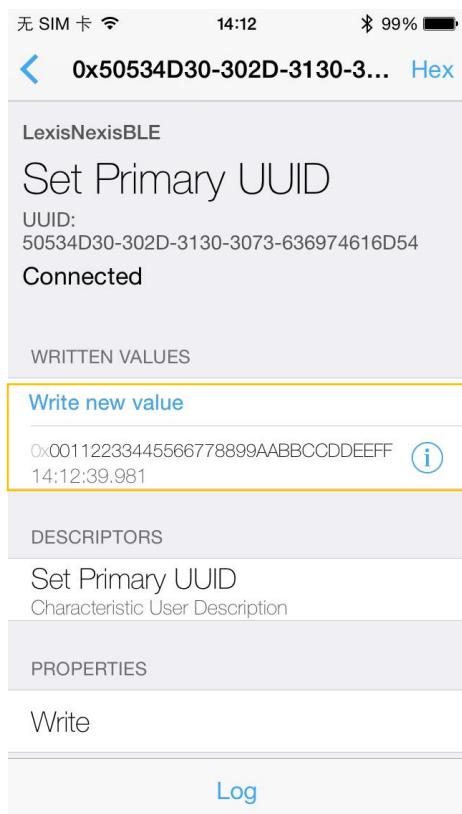 无 SIM 卡 14:12 99%
0x50534D30-302D-3130-3... Hex
LexisNexisBLE
Set Primary UUID
UUID:
50534D30-302D-3130-3073-636974616D54
Connected
WRITTEN VALUES
Write new value
0x00112233445566778899AABBCCDDEEFF
14:12:39.981
DESCRIPTORS
Set Primary UUID
Characteristic User Description
PROPERTIES
Write
Log